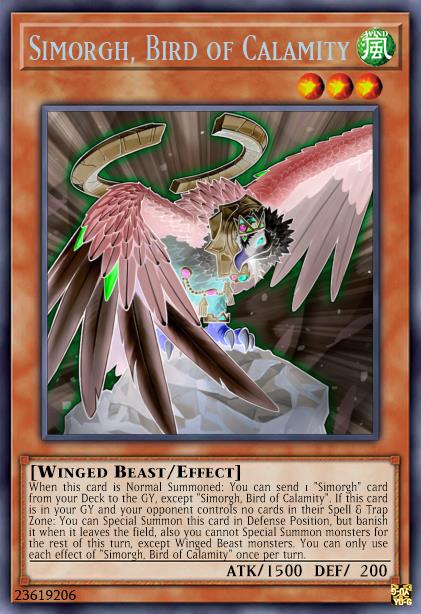 Simorgh, Bird of Calamity
WIND
風
[Winged Beast/Effect]
When this card is Normal Summoned: You can send 1 "Simorgh"
card from your Deck to the GY, except "Simorgh, Bird of Calamity". If this card
is in your GY and your opponent controls no cards in their Spell & Trap
Zone: You can Special Summon this card in Defense Position, but banish
it when it leaves the field, also you cannot Special Summon monsters for
the rest of this turn, except Winged Beast monsters. You can only use
each effect of "Simorgh, Bird of Calamity" once per turn.
ATK/1500 DEF/ 200
23619206